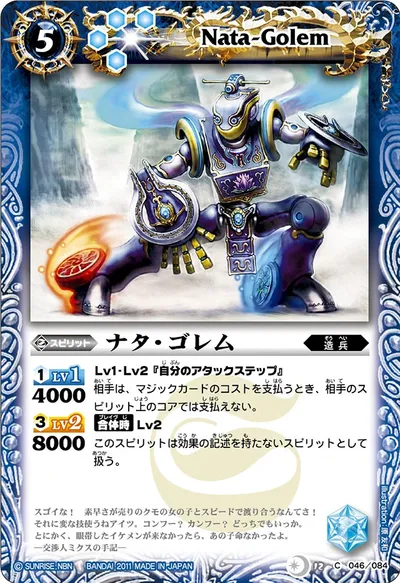 5
Nata-Golem
スピリット
ナタ・ゴレム
造兵
1 LV1
4000
Lv1・Lv2『自分のアタックステップ』
相手は、マジックカードのコストを支払うとき、相手のス
ピリット上のコアでは支払えない。
3 LV2
8000
合体時 Lv2
このスピリットは効果の記述を持たないスピリットとして
扱う。
スゴイな! 素早さが売りのクモの女の子とスピードで渡り合うなんてさ!
それに変な技使うねアイツ。コンフー? カンフー? どっちでもいっか。
とにかく、眼帯したイケメンが来なかったら、あの子命なかったよ。
―交渉人ミクスの手記―
illustration:原 友和
© SUNRISE・NBN BANDAI 2011 MADE IN JAPAN
12 C 046/084